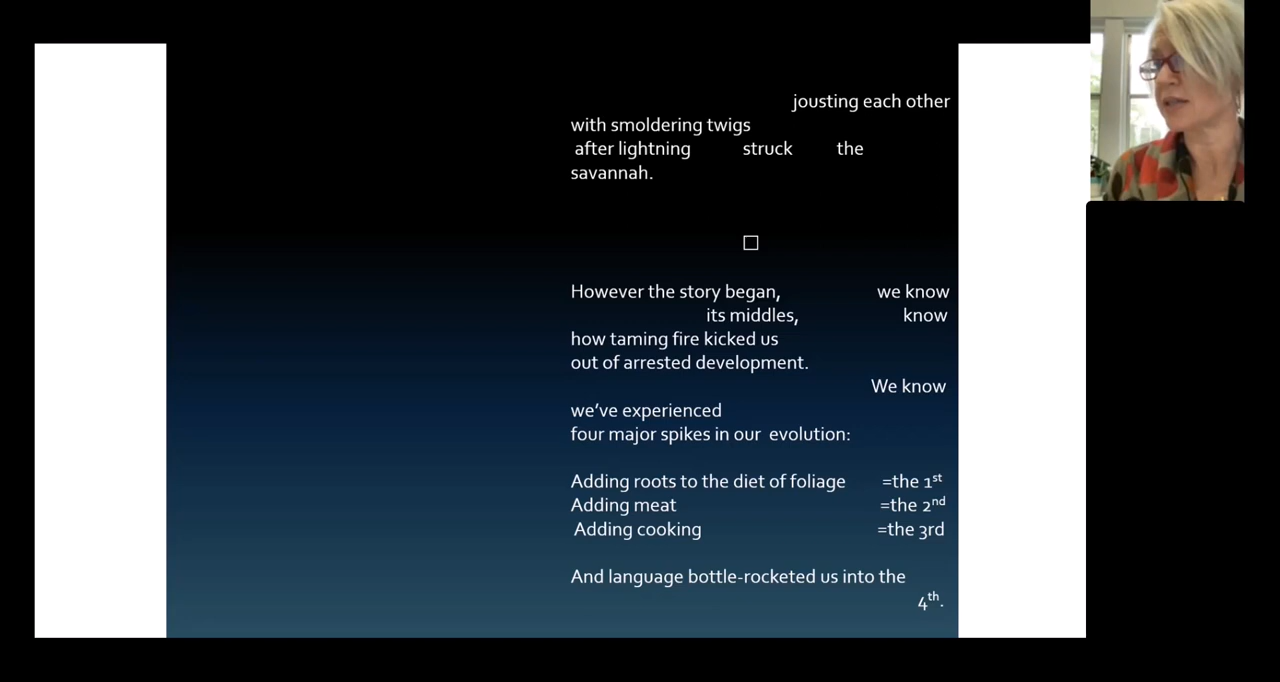 jousting each other
with smoldering twigs
after lightning struck the
savannah.
□
However the story began, we know
its middles, know
how taming fire kicked us
out of arrested development.
We know
we’ve experienced
four major spikes in our evolution:
Adding roots to the diet of foliage =the 1st
Adding meat =the 2nd
Adding cooking =the 3rd
And language bottle-rocketed us into the
4th.